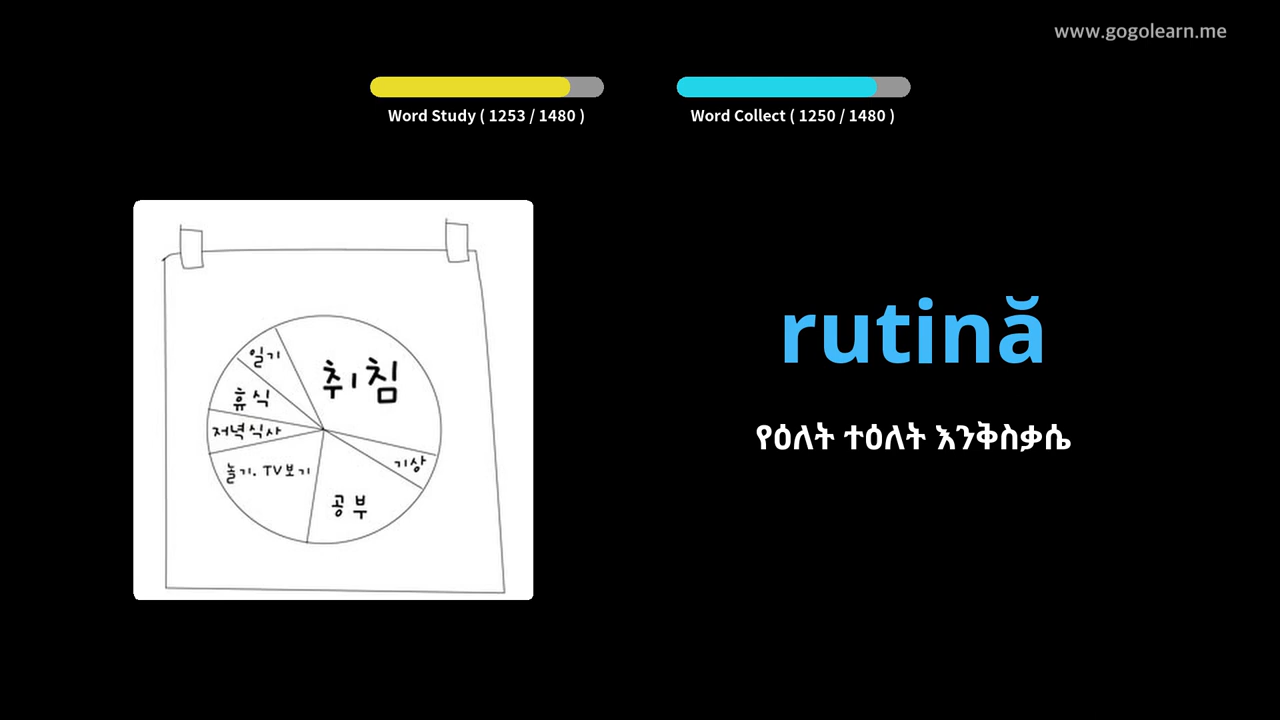 www.gogolearn.me
Word Study ( 1253 / 1480 )
Word Collect ( 1250 / 1480 )
일기
취침
휴식
저녁식사
놀기. TV보기
기상
공부
rutină
የዕለት ተዕለት እንቅስቃሴ